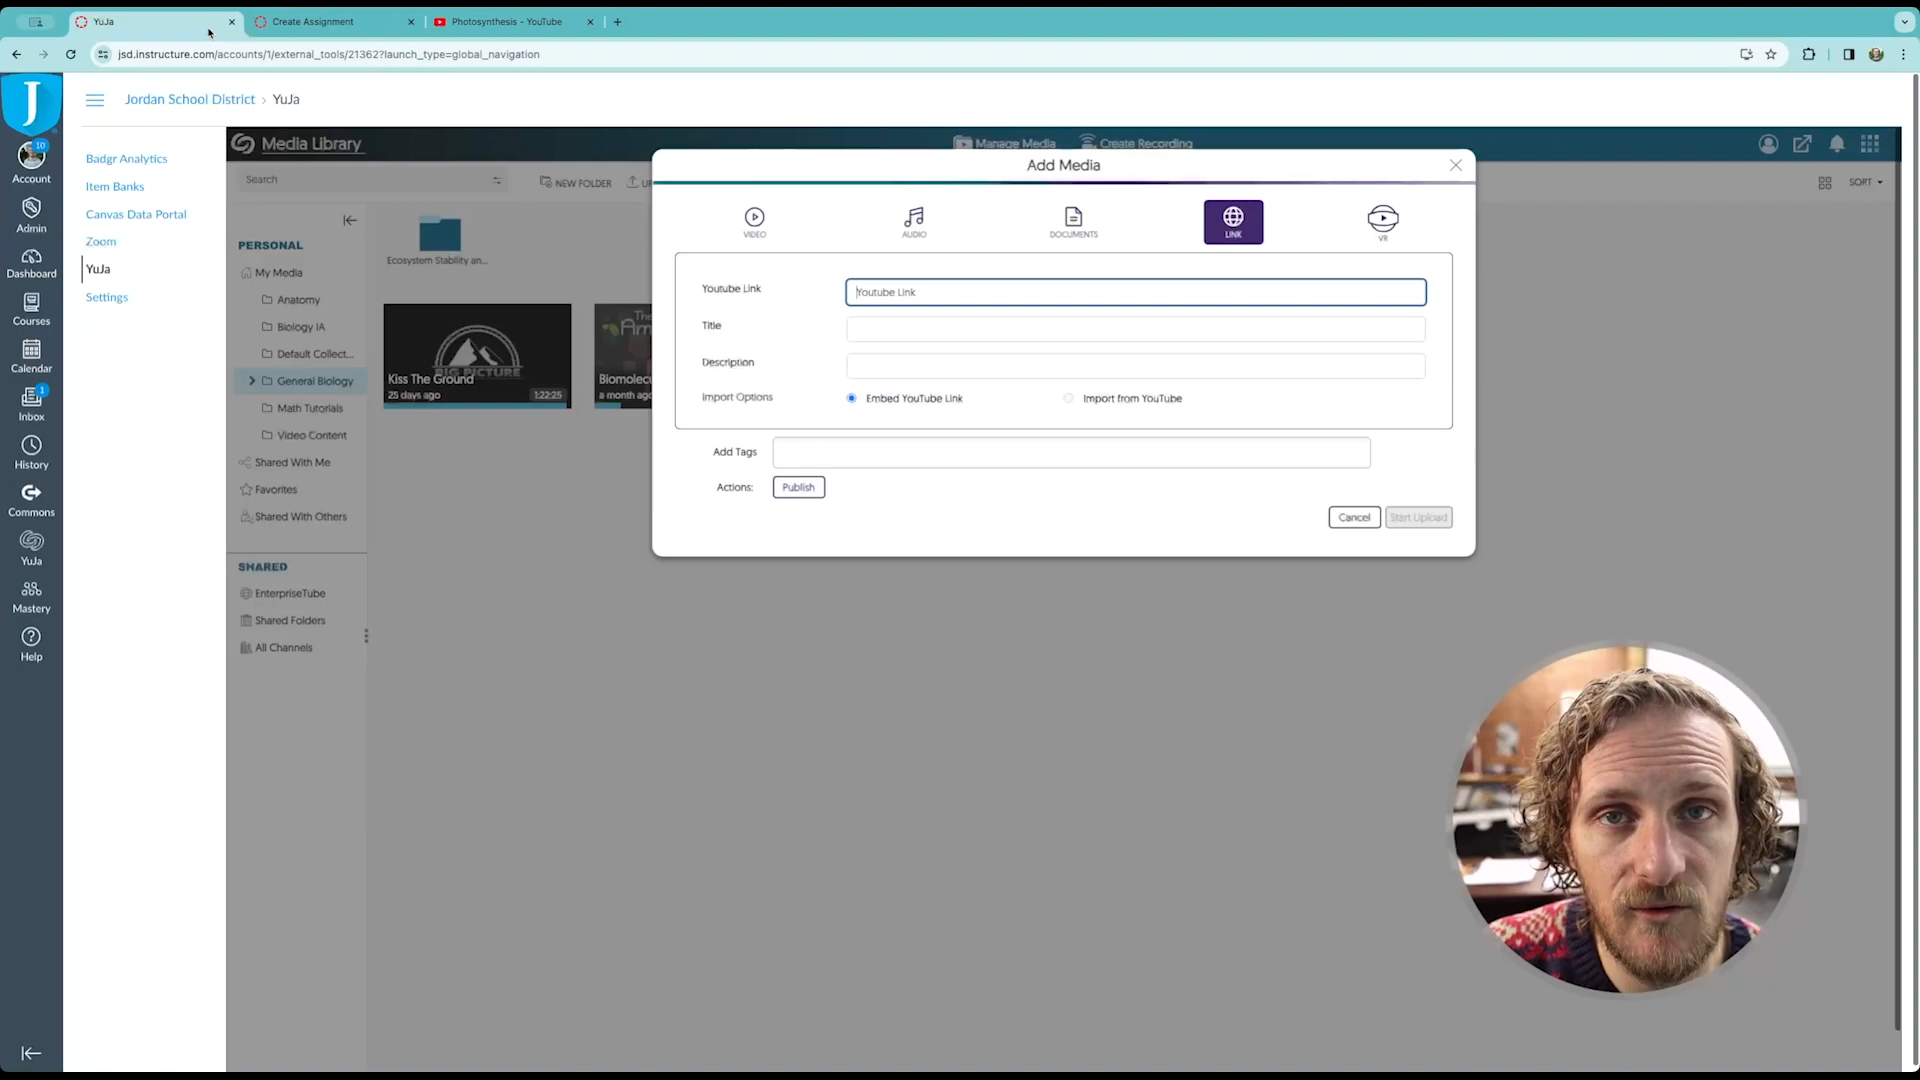 YuJa
Create Assignment
Photosynthesis - YouTube
jsd.instructure.com/accounts/1/external_tools/21362?launch_type=global_navigation
J
10
Account
Admin
Dashboard
Courses
Calendar
1
Inbox
History
Commons
YuJa
Mastery
Help
Jordan School District › YuJa
Badgr Analytics
Item Banks
Canvas Data Portal
Zoom
YuJa
Settings
Media Library
Manage Media
Create Recording
Search
NEW FOLDER
SORT
PERSONAL
My Media
Anatomy
Biology IA
Default Collect...
General Biology
Math Tutorials
Video Content
Shared With Me
Favorites
Shared With Others
SHARED
EnterpriseTube
Shared Folders
All Channels
Ecosystem Stability an...
BIG PICTURE
Kiss The Ground
25 days ago
1:22:25
Biomolecu
a month ago
Add Media
VIDEO
AUDIO
DOCUMENTS
LINK
VR
Youtube Link
Youtube Link
Title
Description
Import Options
Embed YouTube Link
Import from YouTube
Add Tags
Actions:
Publish
Cancel
Start Upload